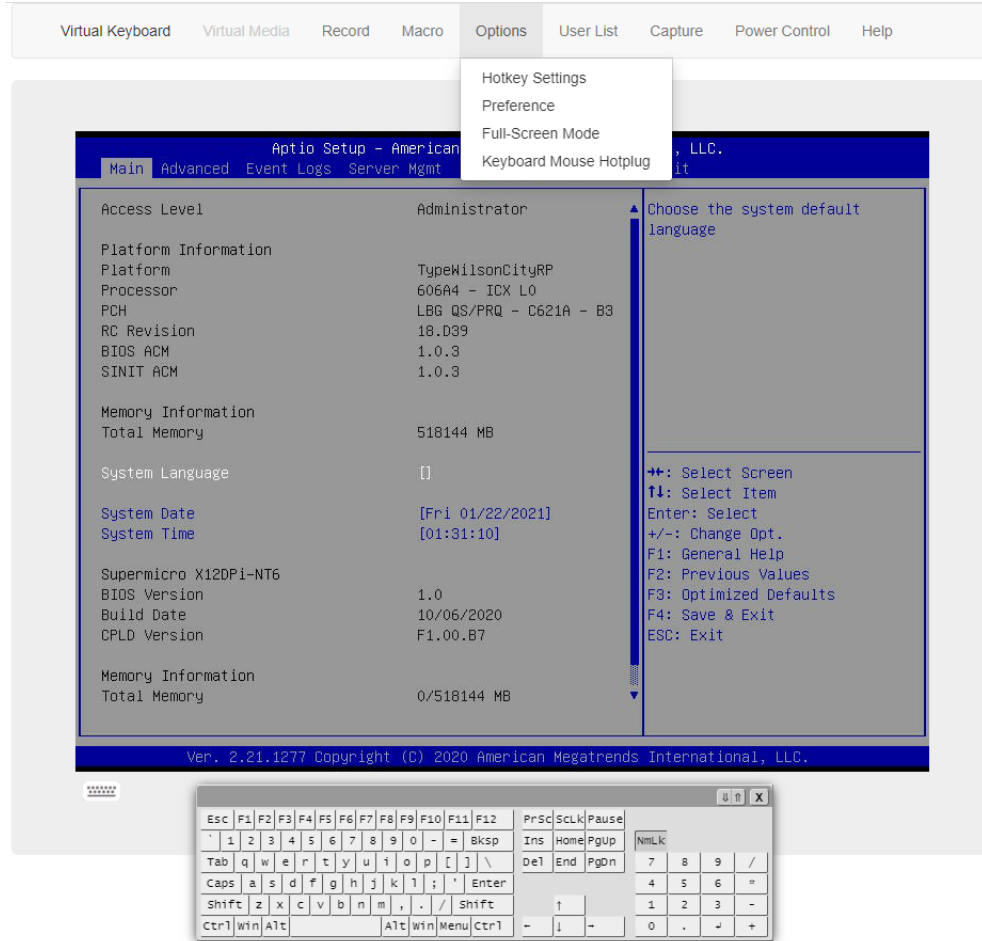 Virtual Keyboard Virtual Media Record Macro Options User List Capture Power Control Help
Hotkey Settings
Preference
Full-Screen Mode
Keyboard Mouse Hotplug
Aptio Setup – American , LLC.
Main Advanced Event Logs Server Mgmt it
Access Level Administrator
Platform Information
Platform TypeWilsonCityRP
Processor 606A4 – ICX L0
PCH LBG QS/PRQ – C621A – B3
RC Revision 18.D39
BIOS ACM 1.0.3
SINIT ACM 1.0.3
Memory Information
Total Memory 518144 MB
System Language []
System Date [Fri 01/22/2021]
System Time [01:31:10]
Supermicro X12DPi-NT6
BIOS Version 1.0
Build Date 10/06/2020
CPLD Version F1.00.B7
Memory Information
Total Memory 0/518144 MB
Choose the system default
language
→←: Select Screen
↑↓: Select Item
Enter: Select
+/-: Change Opt.
F1: General Help
F2: Previous Values
F3: Optimized Defaults
F4: Save & Exit
ESC: Exit
Ver. 2.21.1277 Copyright (C) 2020 American Megatrends International, LLC.
⇓ ⇑ X
Esc F1 F2 F3 F4 F5 F6 F7 F8 F9 F10 F11 F12 PrSc ScLk Pause
` 1 2 3 4 5 6 7 8 9 0 - = Bksp Ins Home PgUp NmLk
Tab q w e r t y u i o p [ ] \ Del End PgDn 7 8 9 /
Caps a s d f g h j k l ; ' Enter 4 5 6 *
Shift z x c v b n m , . / Shift ↑ 1 2 3 -
Ctrl Win Alt Alt Win Menu Ctrl ← ↓ → 0 . ↵ +